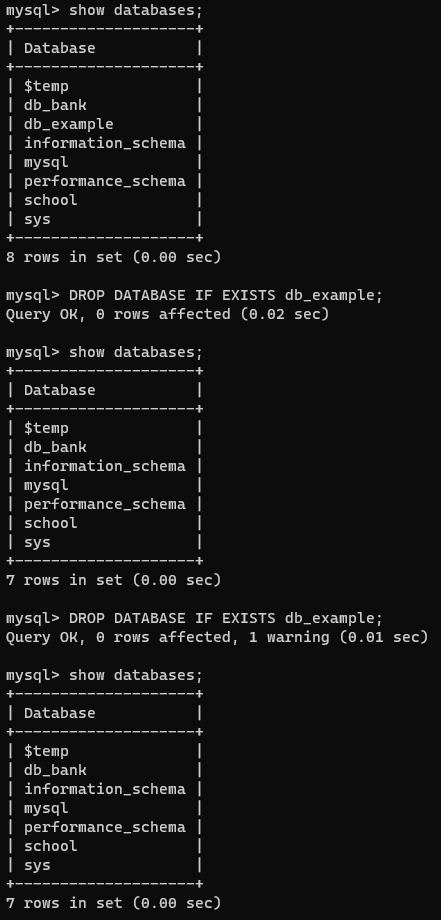 mysql> show databases;
+--------------------+
| Database           |
+--------------------+
| $temp              |
| db_bank            |
| db_example         |
| information_schema |
| mysql              |
| performance_schema |
| school             |
| sys                |
+--------------------+
8 rows in set (0.00 sec)

mysql> DROP DATABASE IF EXISTS db_example;
Query OK, 0 rows affected (0.02 sec)

mysql> show databases;
+--------------------+
| Database           |
+--------------------+
| $temp              |
| db_bank            |
| information_schema |
| mysql              |
| performance_schema |
| school             |
| sys                |
+--------------------+
7 rows in set (0.00 sec)

mysql> DROP DATABASE IF EXISTS db_example;
Query OK, 0 rows affected, 1 warning (0.01 sec)

mysql> show databases;
+--------------------+
| Database           |
+--------------------+
| $temp              |
| db_bank            |
| information_schema |
| mysql              |
| performance_schema |
| school             |
| sys                |
+--------------------+
7 rows in set (0.00 sec)